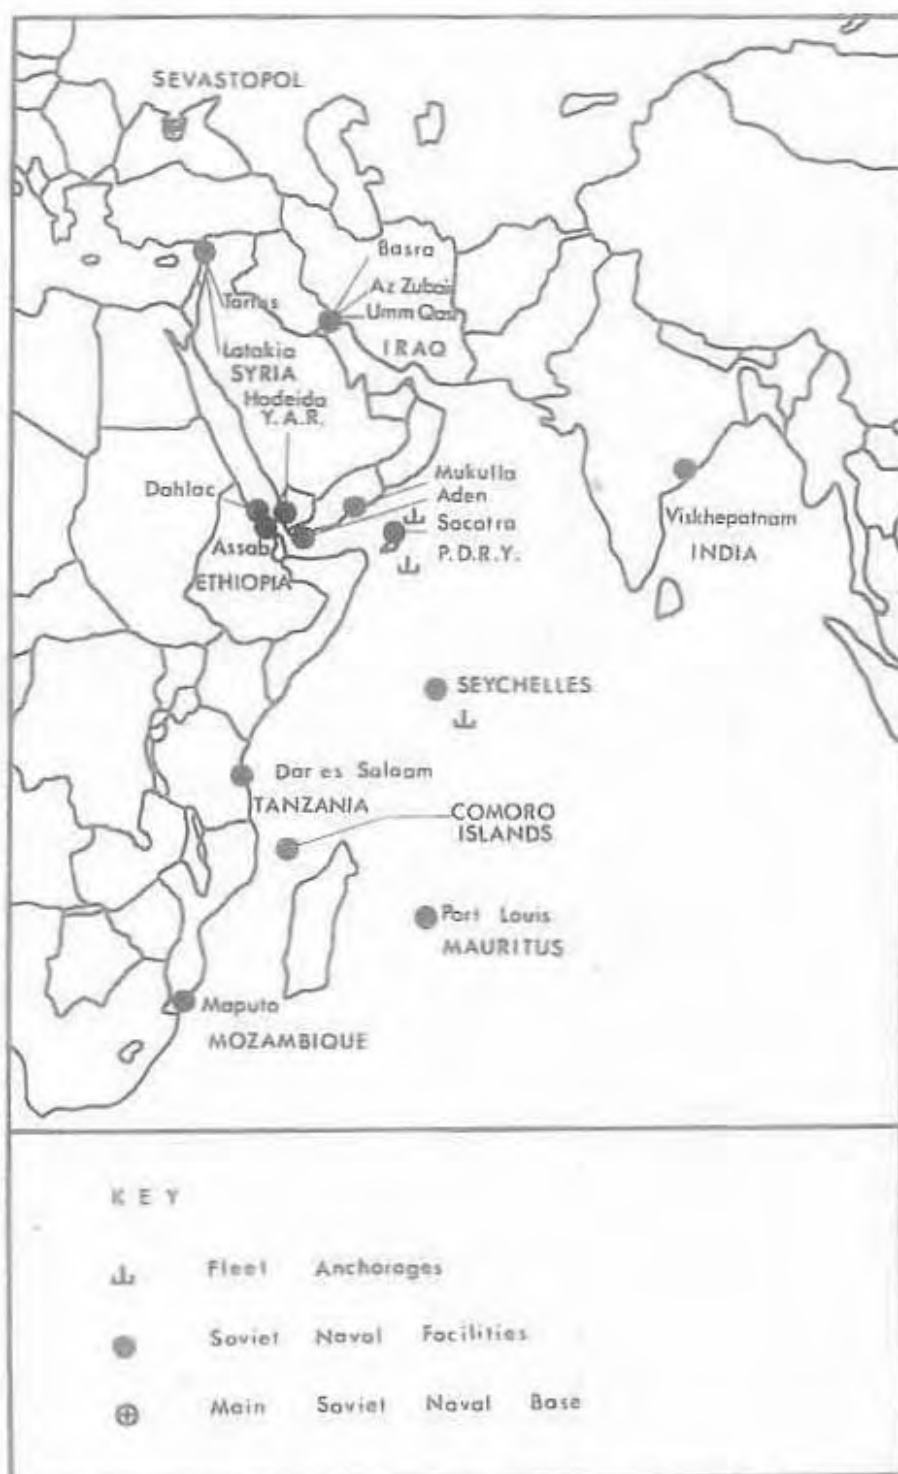 SEVASTOPOL
Basra
Az Zubair
Umm Qasr
IRAQ
Tartus
Latakia
SYRIA
Hodeida
Y.A.R.
Dahlac
Mukulla
Aden
Socotra
P.D.R.Y.
Assab
ETHIOPIA
Viskhepatnam
INDIA
SEYCHELLES
Dar es Salaam
TANZANIA
COMORO
ISLANDS
Port Louis
MAURITUS
Maputo
MOZAMBIQUE
KEY
Fleet Anchorages
Soviet Naval Facilities
Main Soviet Naval Base